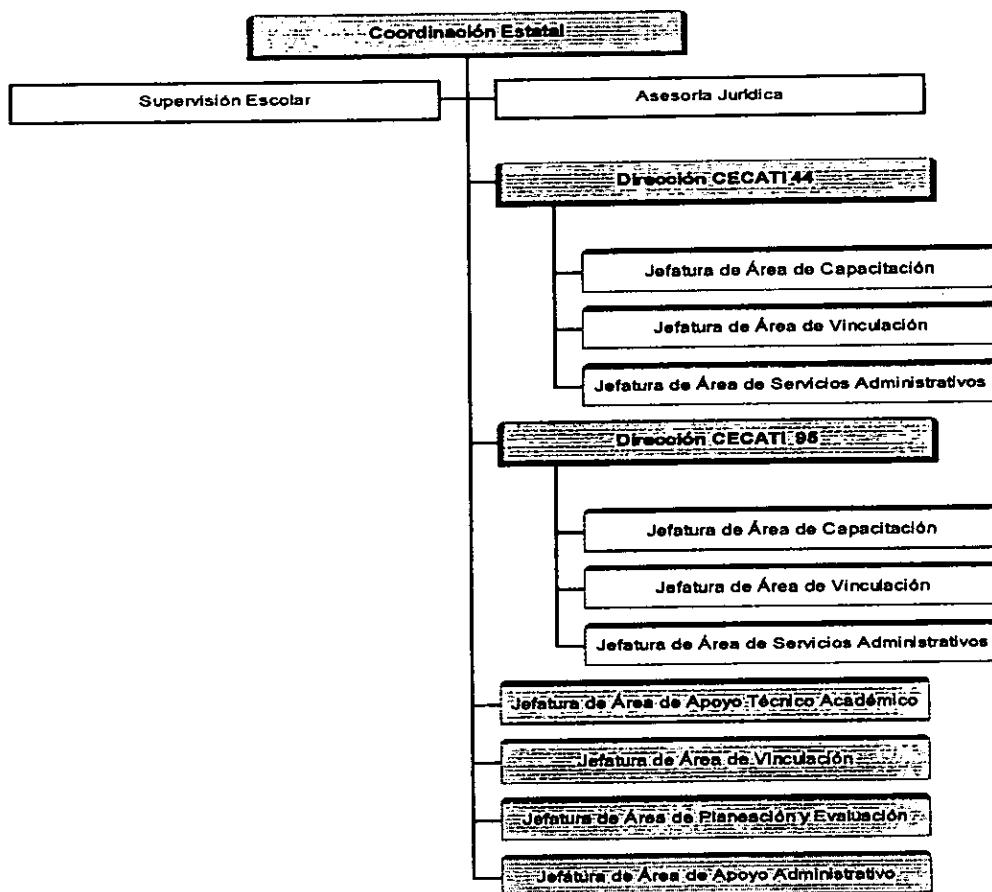 Coordinación Estatal
Supervisión Escolar
Asesoría Jurídica
Dirección CECATI 44
Jefatura de Área de Capacitación
Jefatura de Área de Vinculación
Jefatura de Área de Servicios Administrativos
Dirección CECATI 95
Jefatura de Área de Capacitación
Jefatura de Área de Vinculación
Jefatura de Área de Servicios Administrativos
Jefatura de Área de Apoyo Técnico Académico
Jefatura de Área de Vinculación
Jefatura de Área de Planeación y Evaluación
Jefatura de Área de Apoyo Administrativo